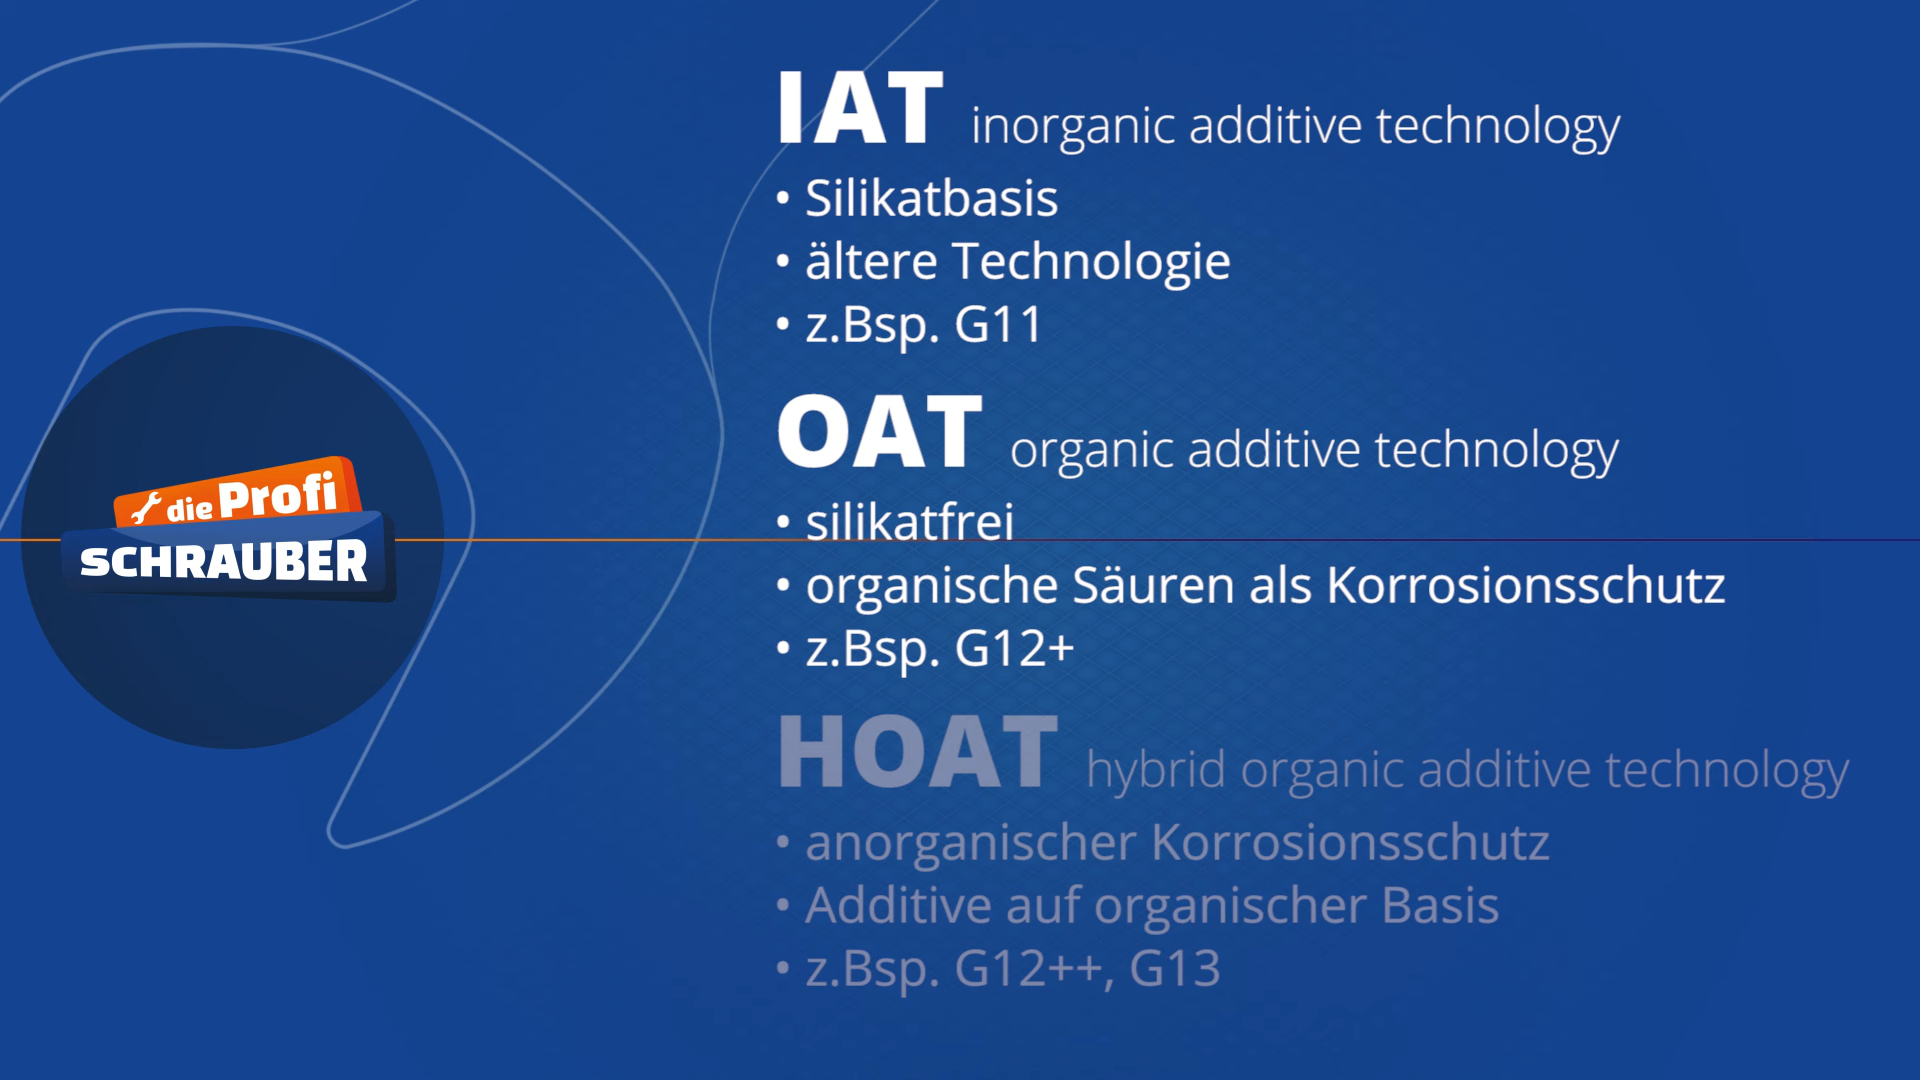 die Profi
SCHRAUBER
IAT inorganic additive technology
• Silikatbasis
• ältere Technologie
• z.Bsp. G11
OAT organic additive technology
• silikatfrei
• organische Säuren als Korrosionsschutz
• z.Bsp. G12+
HOAT hybrid organic additive technology
• anorganischer Korrosionsschutz
• Additive auf organischer Basis
• z.Bsp. G12++, G13